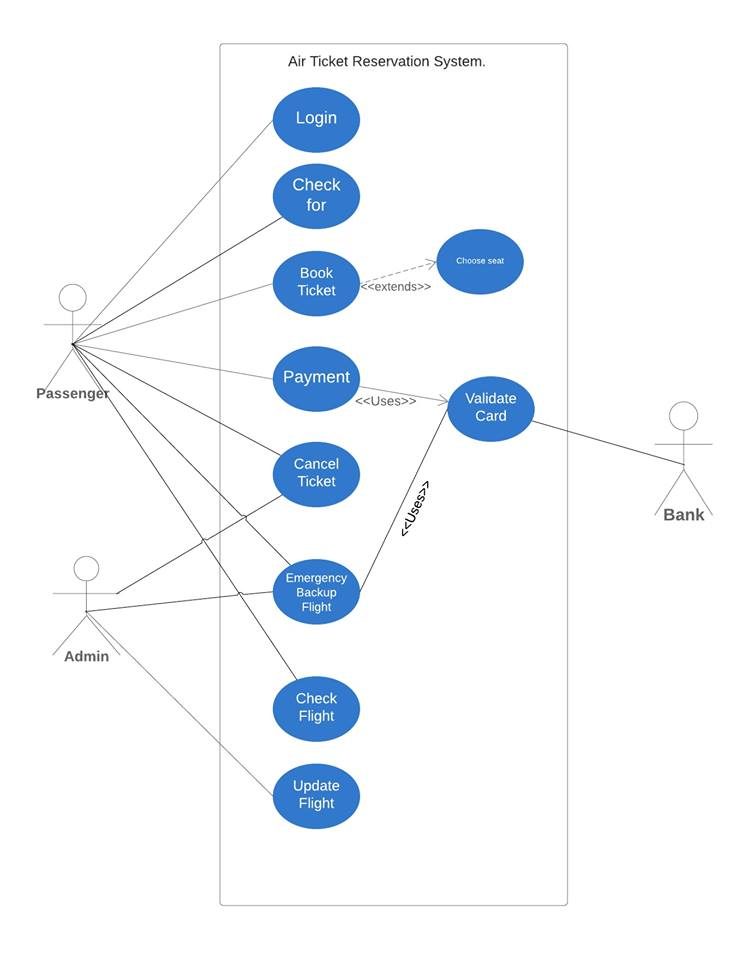 Air Ticket Reservation System.
Login
Check
for
Book
Ticket
<<extends>>
Choose seat
Passenger
Payment
<<Uses>>
Validate
Card
Bank
Cancel
Ticket
<<Uses>>
Emergency
Backup
Flight
Admin
Check
Flight
Update
Flight